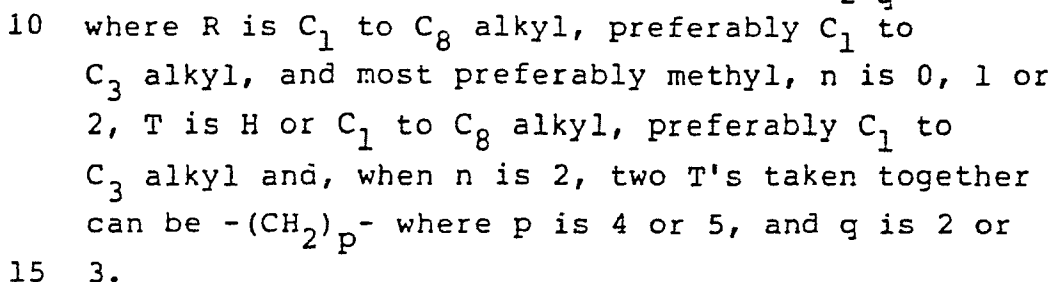 10 where R is C1 to C8 alkyl, preferably C1 to
C3 alkyl, and most preferably methyl, n is 0, 1 or
2, T is H or C1 to C8 alkyl, preferably C1 to
C3 alkyl and, when n is 2, two T's taken together
can be -(CH2)p- where p is 4 or 5, and q is 2 or
15 3.